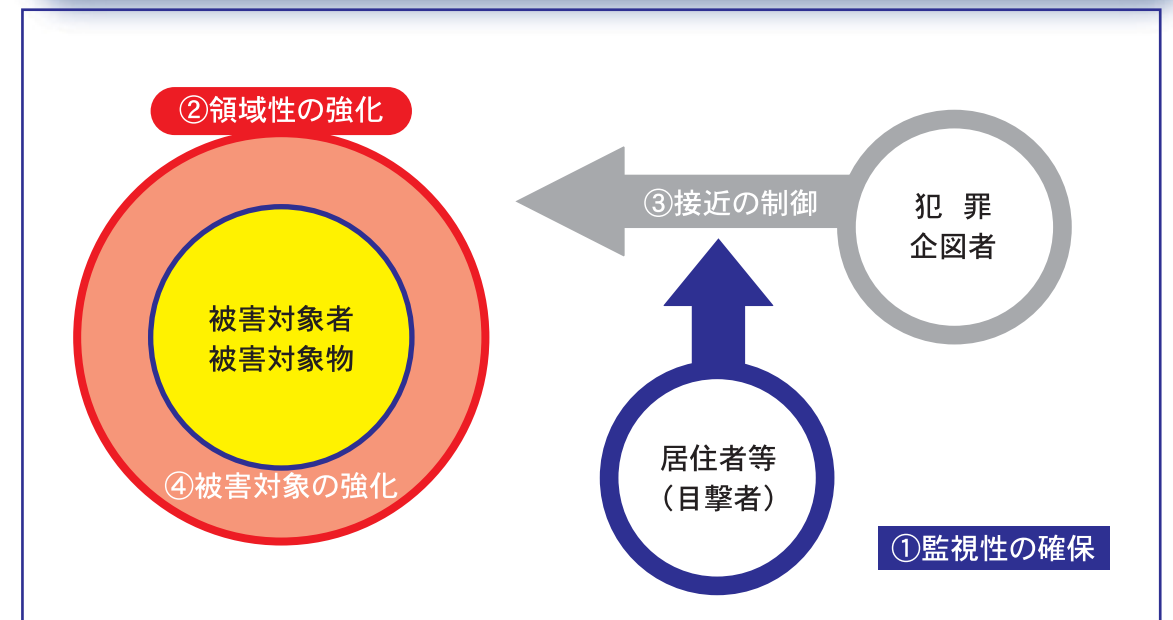 ②領域性の強化
③接近の制御
犯 罪
企図者
被害対象者
被害対象物
④被害対象の強化
居住者等
（目撃者）
①監視性の確保